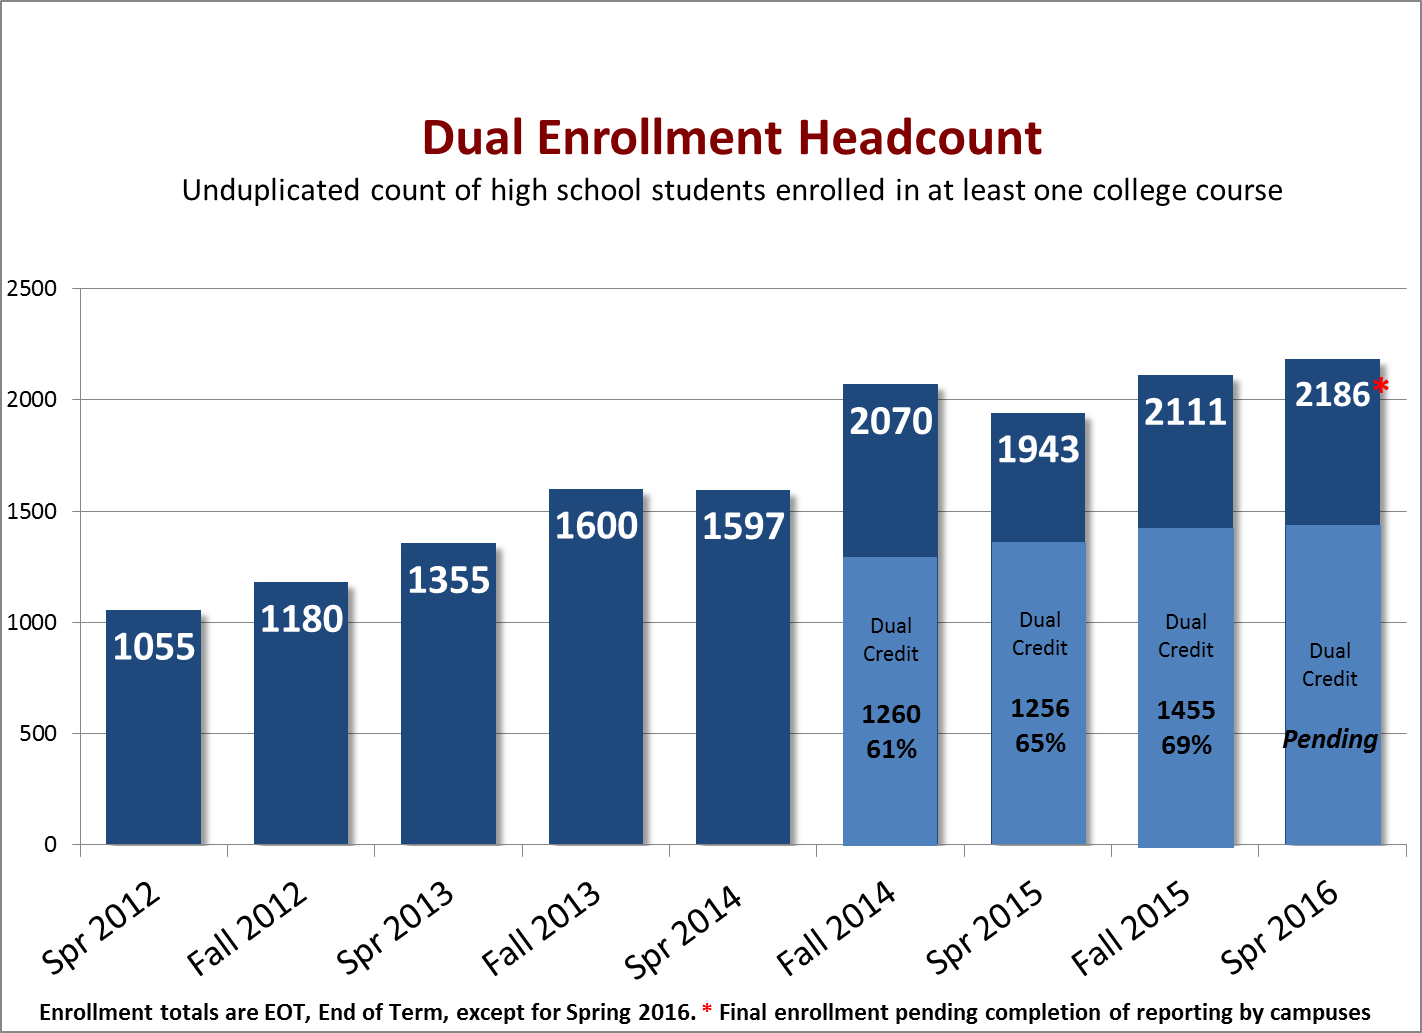 Dual Enrollment Headcount
Unduplicated count of high school students enrolled in at least one college course
2500
2000
1500
1000
500
0
1055
1180
1355
1600
1597
2070
1943
2111
2186*
Dual
Credit
1260
61%
Dual
Credit
1256
65%
Dual
Credit
1455
69%
Dual
Credit
Pending
Spr 2012
Fall 2012
Spr 2013
Fall 2013
Spr 2014
Fall 2014
Spr 2015
Fall 2015
Spr 2016
Enrollment totals are EOT, End of Term, except for Spring 2016. * Final enrollment pending completion of reporting by campuses